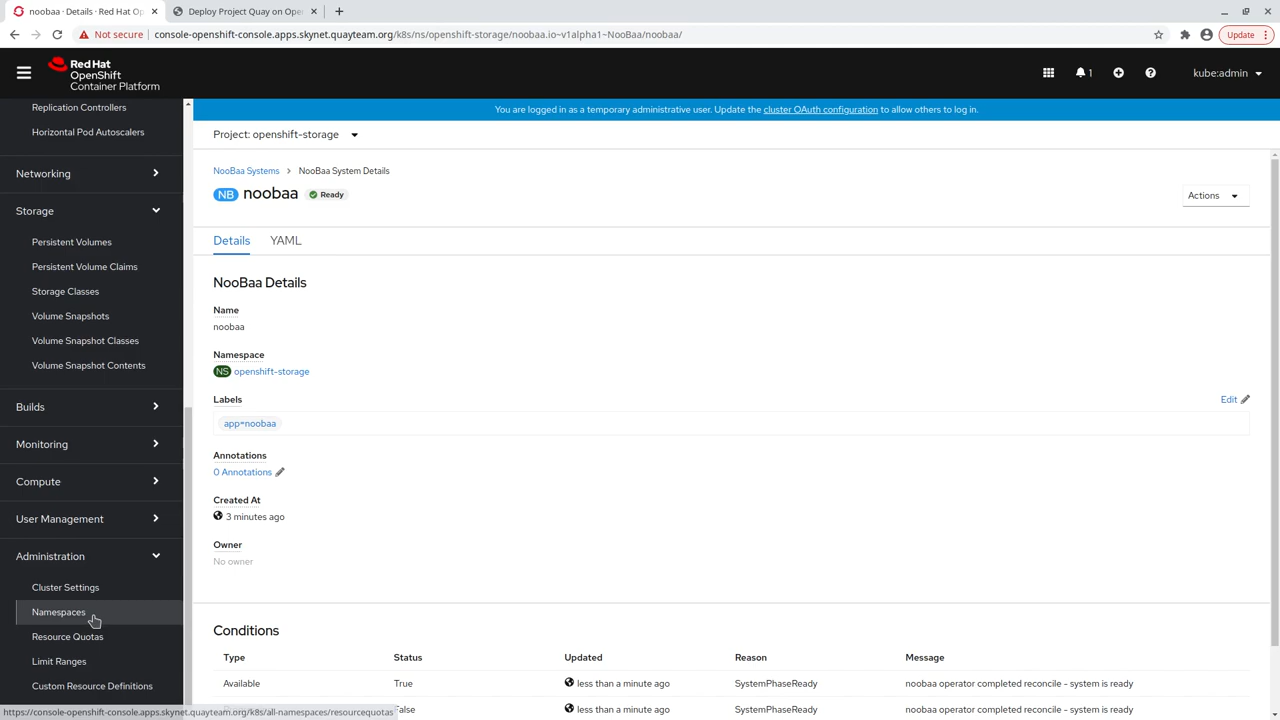 noobaa · Details · Red Hat O
Deploy Project Quay on Ope
Not secure
console-openshift-console.apps.skynet.quayteam.org/k8s/ns/openshift-storage/noobaa.io~v1alpha1~NooBaa/noobaa/
Update
Red Hat
OpenShift
Container Platform
1
kube:admin
You are logged in as a temporary administrative user. Update the cluster OAuth configuration to allow others to log in.
Replication Controllers
Horizontal Pod Autoscalers
Networking
Storage
Persistent Volumes
Persistent Volume Claims
Storage Classes
Volume Snapshots
Volume Snapshot Classes
Volume Snapshot Contents
Builds
Monitoring
Compute
User Management
Administration
Cluster Settings
Namespaces
Resource Quotas
Limit Ranges
Custom Resource Definitions
Project: openshift-storage
NooBaa Systems > NooBaa System Details
NB noobaa Ready
Actions
Details YAML
NooBaa Details
Name
noobaa
Namespace
NS openshift-storage
Labels
Edit
app=noobaa
Annotations
0 Annotations
Created At
3 minutes ago
Owner
No owner
Conditions
Type Status Updated Reason Message
Available True less than a minute ago SystemPhaseReady noobaa operator completed reconcile - system is ready
False less than a minute ago SystemPhaseReady noobaa operator completed reconcile - system is ready
https://console-openshift-console.apps.skynet.quayteam.org/k8s/all-namespaces/resourcequotas